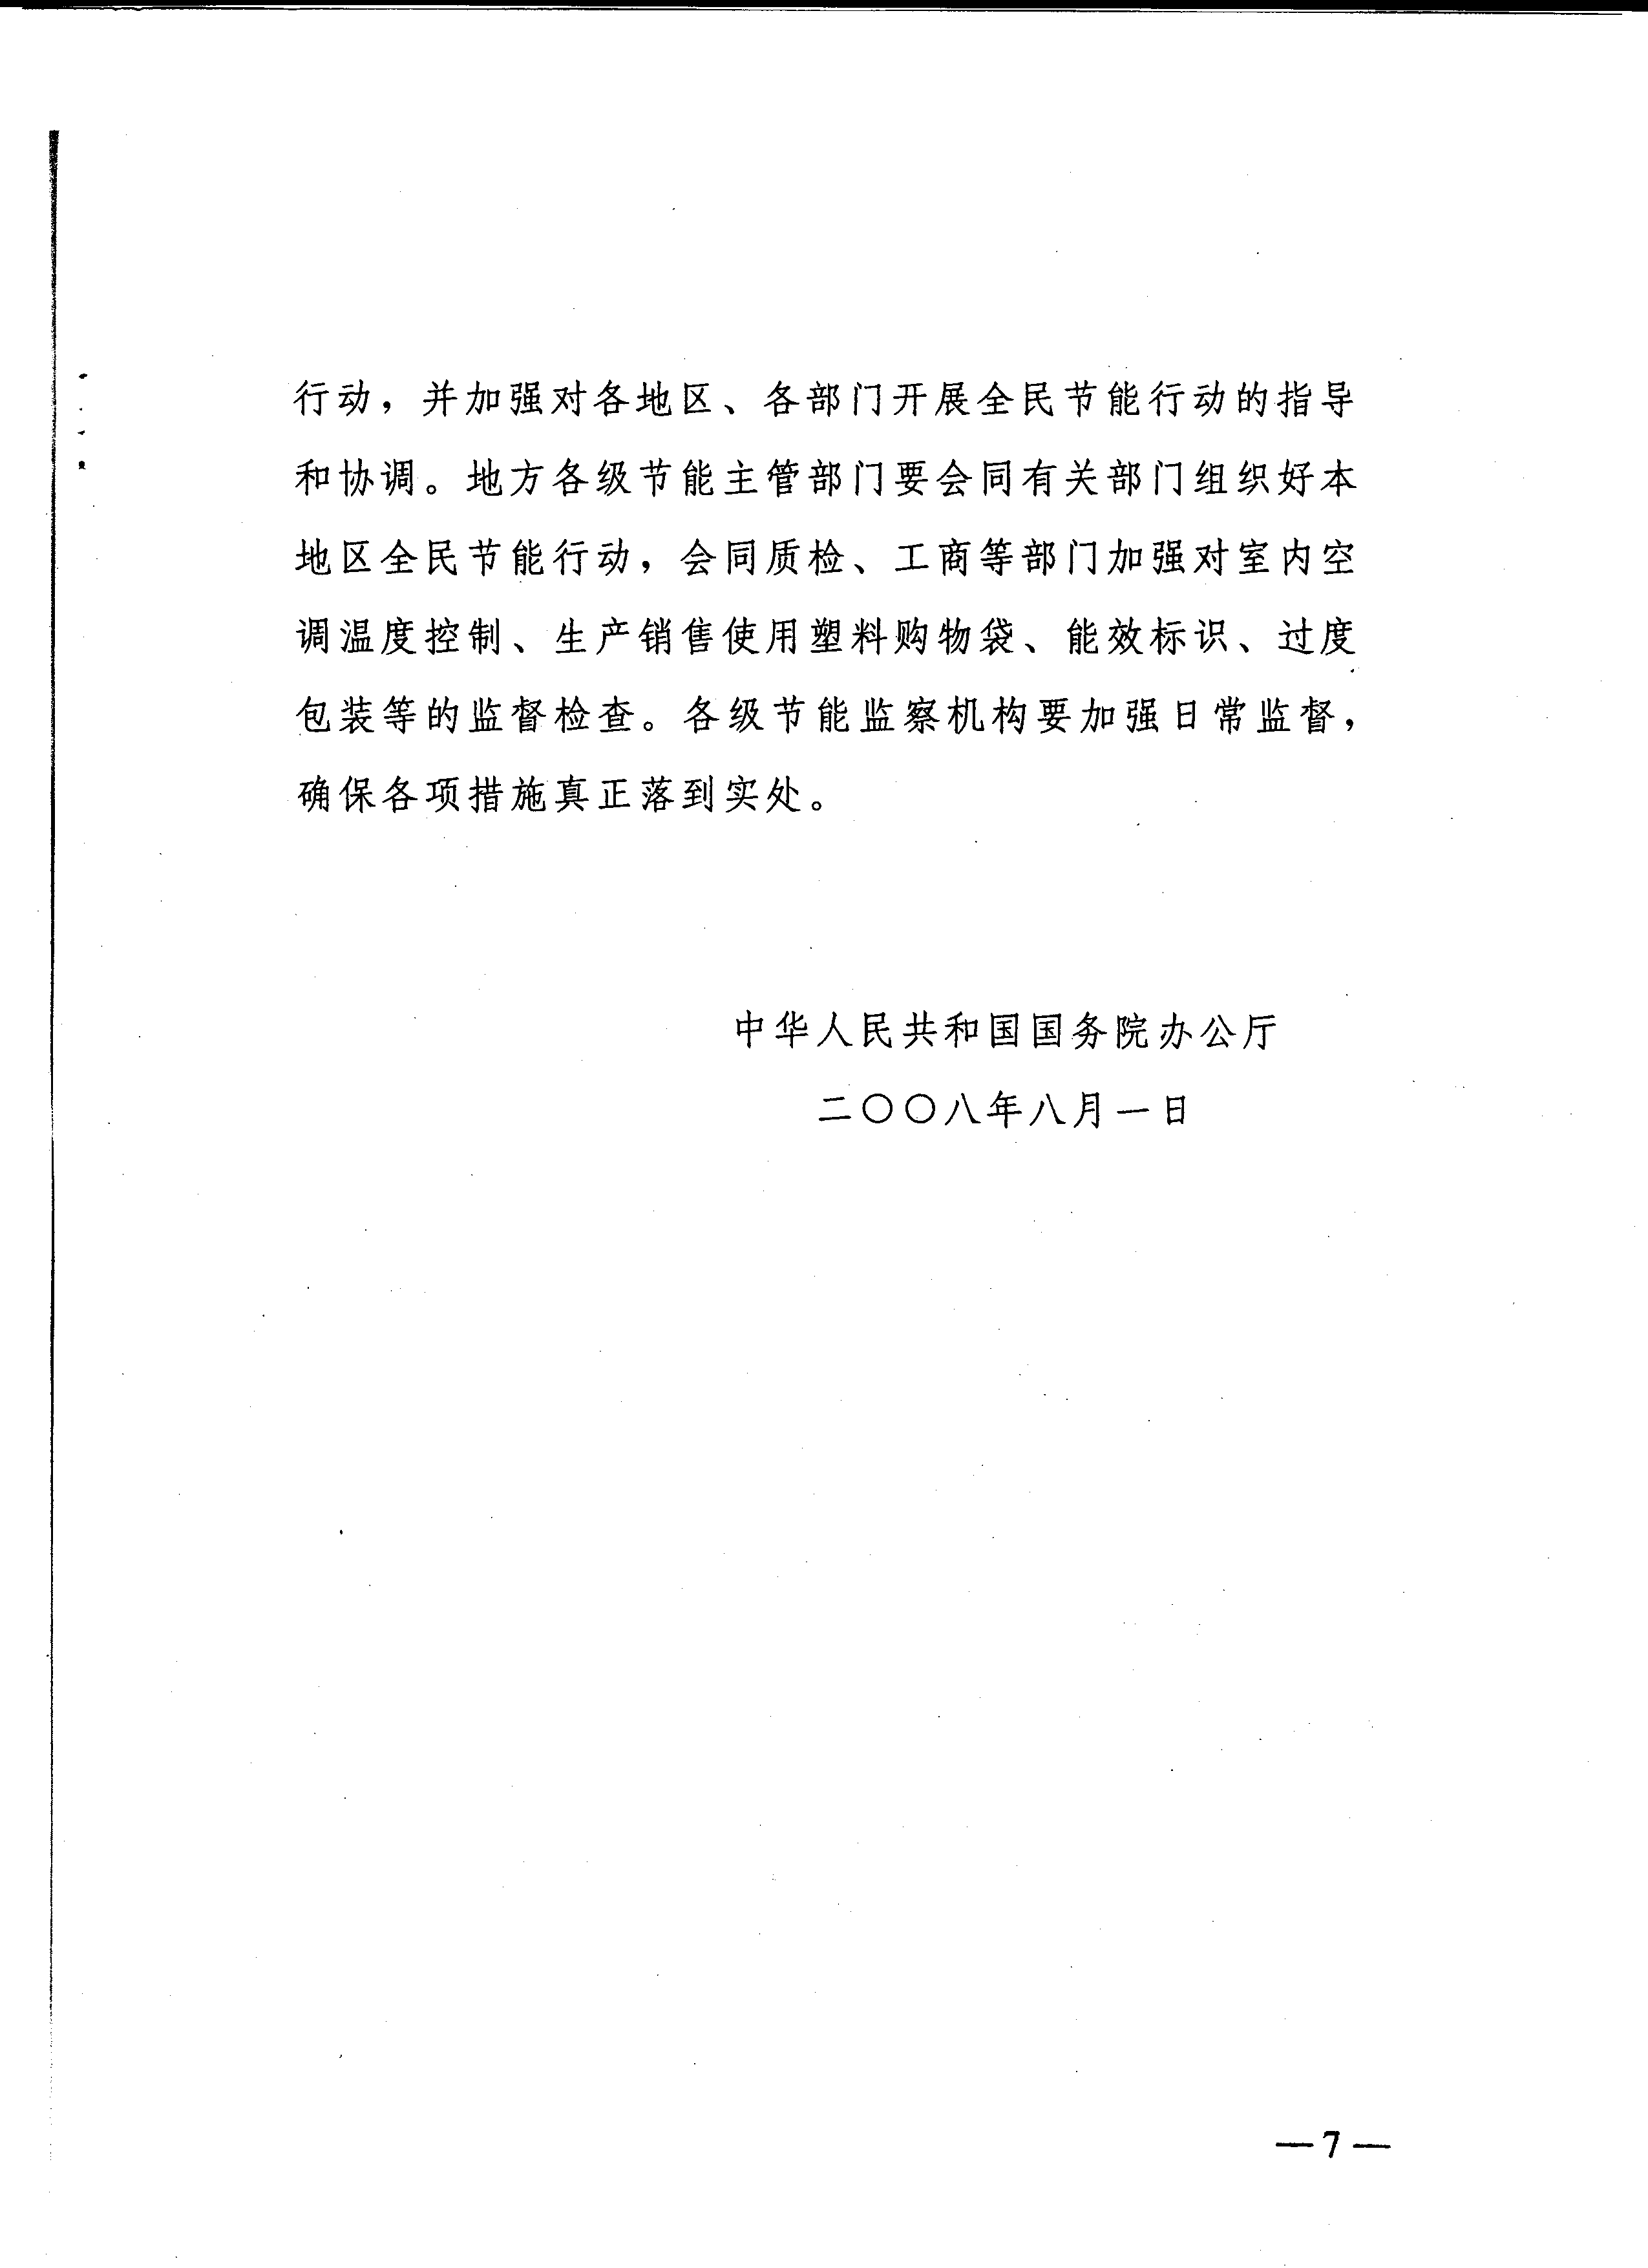 行动，并加强对各地区、各部门开展全民节能行动的指导
和协调。地方各级节能主管部门要会同有关部门组织好本
地区全民节能行动，会同质检、工商等部门加强对室内空
调温度控制、生产销售使用塑料购物袋、能效标识、过度
包装等的监督检查。各级节能监察机构要加强日常监督，
确保各项措施真正落到实处。
中华人民共和国国务院办公厅
二〇〇八年八月一日
—7—